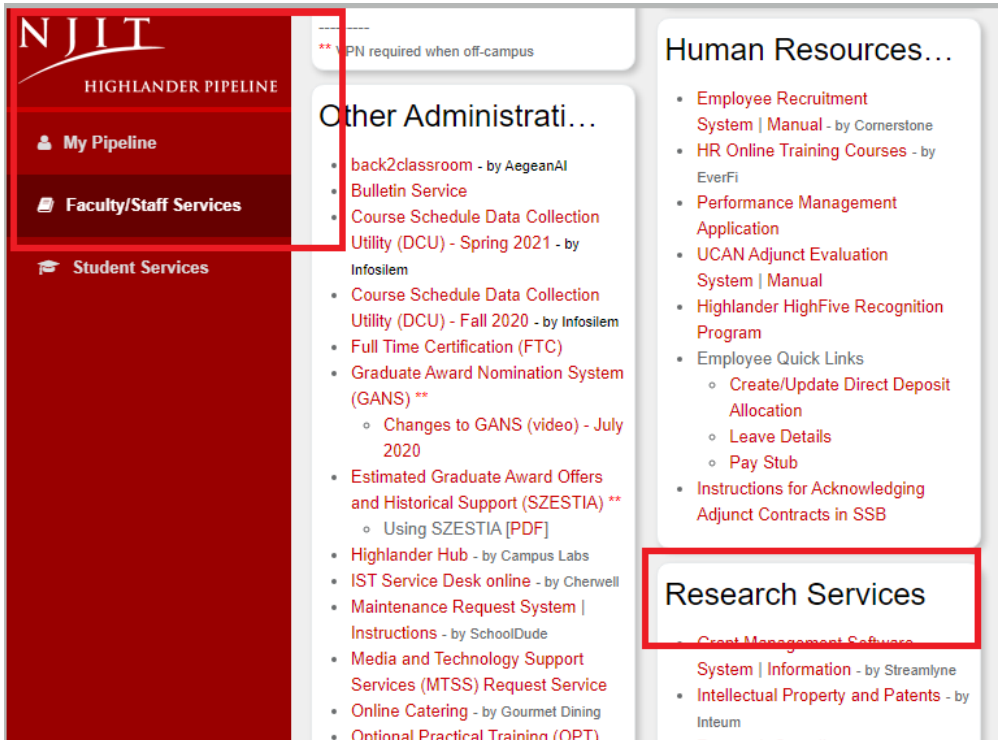 NJIT
HIGHLANDER PIPELINE
My Pipeline
Faculty/Staff Services
Student Services
---------
** VPN required when off-campus
Other Administrati…
back2classroom - by AegeanAI
Bulletin Service
Course Schedule Data Collection
Utility (DCU) - Spring 2021 - by
Infosilem
Course Schedule Data Collection
Utility (DCU) - Fall 2020 - by Infosilem
Full Time Certification (FTC)
Graduate Award Nomination System
(GANS) **
Changes to GANS (video) - July
2020
Estimated Graduate Award Offers
and Historical Support (SZESTIA) **
Using SZESTIA [PDF]
Highlander Hub - by Campus Labs
IST Service Desk online - by Cherwell
Maintenance Request System |
Instructions - by SchoolDude
Media and Technology Support
Services (MTSS) Request Service
Online Catering - by Gourmet Dining
Optional Practical Training (OPT)
Human Resources…
Employee Recruitment
System | Manual - by Cornerstone
HR Online Training Courses - by
EverFi
Performance Management
Application
UCAN Adjunct Evaluation
System | Manual
Highlander HighFive Recognition
Program
Employee Quick Links
Create/Update Direct Deposit
Allocation
Leave Details
Pay Stub
Instructions for Acknowledging
Adjunct Contracts in SSB
Research Services
Grant Management Software
System | Information - by Streamlyne
Intellectual Property and Patents - by
Inteum